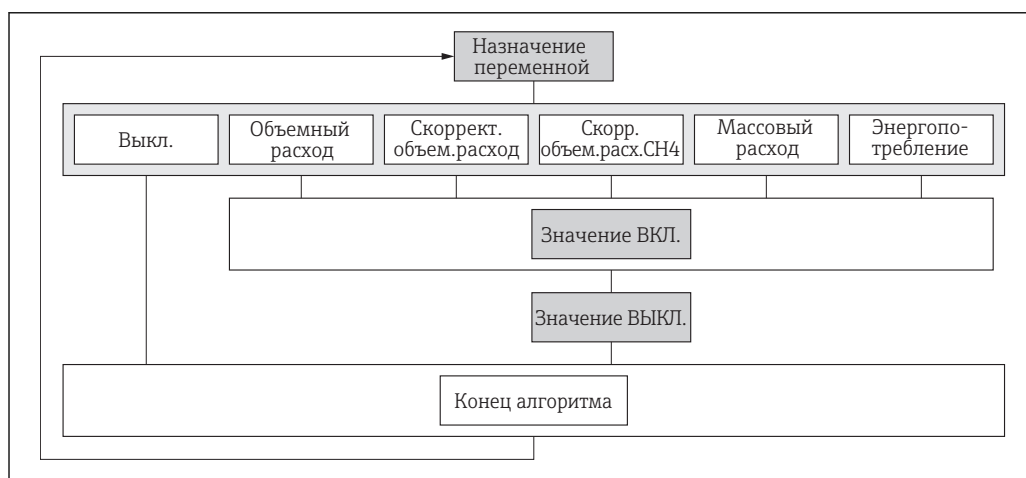 Назначение
переменной
Выкл.
Объемный
расход
Скоррект.
объем.расход
Скорр.
объем.расх.CH4
Массовый
расход
Энергопо-
требление
Значение ВКЛ.
Значение ВЫКЛ.
Конец алгоритма